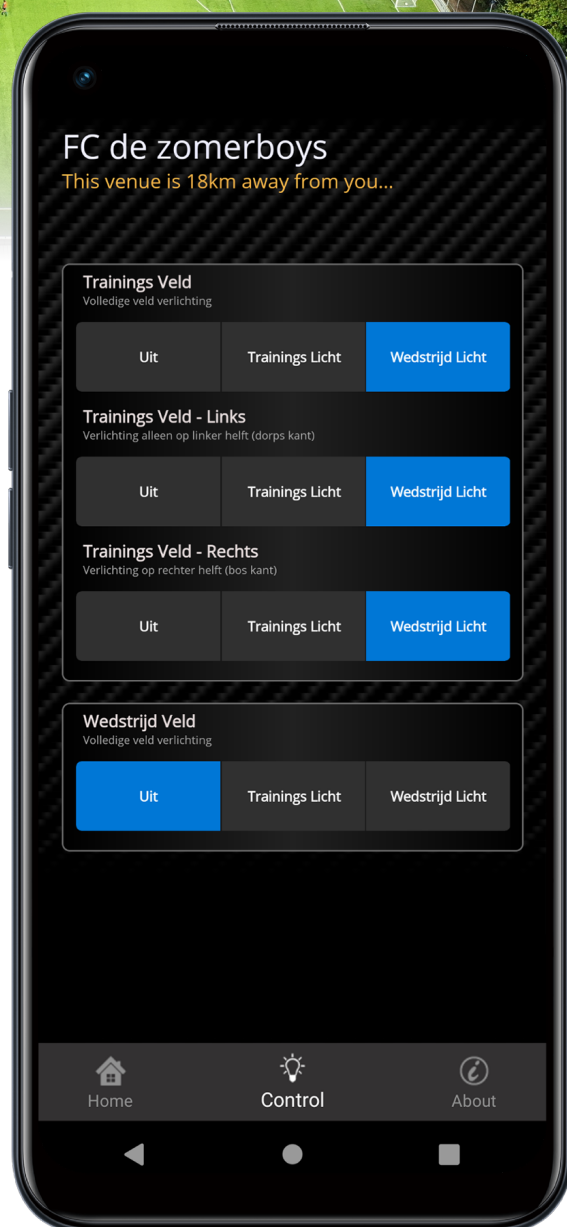 FC de zomerboys
This venue is 18km away from you...
Trainings Veld
Volledige veld verlichting
Uit
Trainings Licht
Wedstrijd Licht
Trainings Veld - Links
Verlichting alleen op linker helft (dorps kant)
Uit
Trainings Licht
Wedstrijd Licht
Trainings Veld - Rechts
Verlichting op rechter helft (bos kant)
Uit
Trainings Licht
Wedstrijd Licht
Wedstrijd Veld
Volledige veld verlichting
Uit
Trainings Licht
Wedstrijd Licht
Home
Control
About